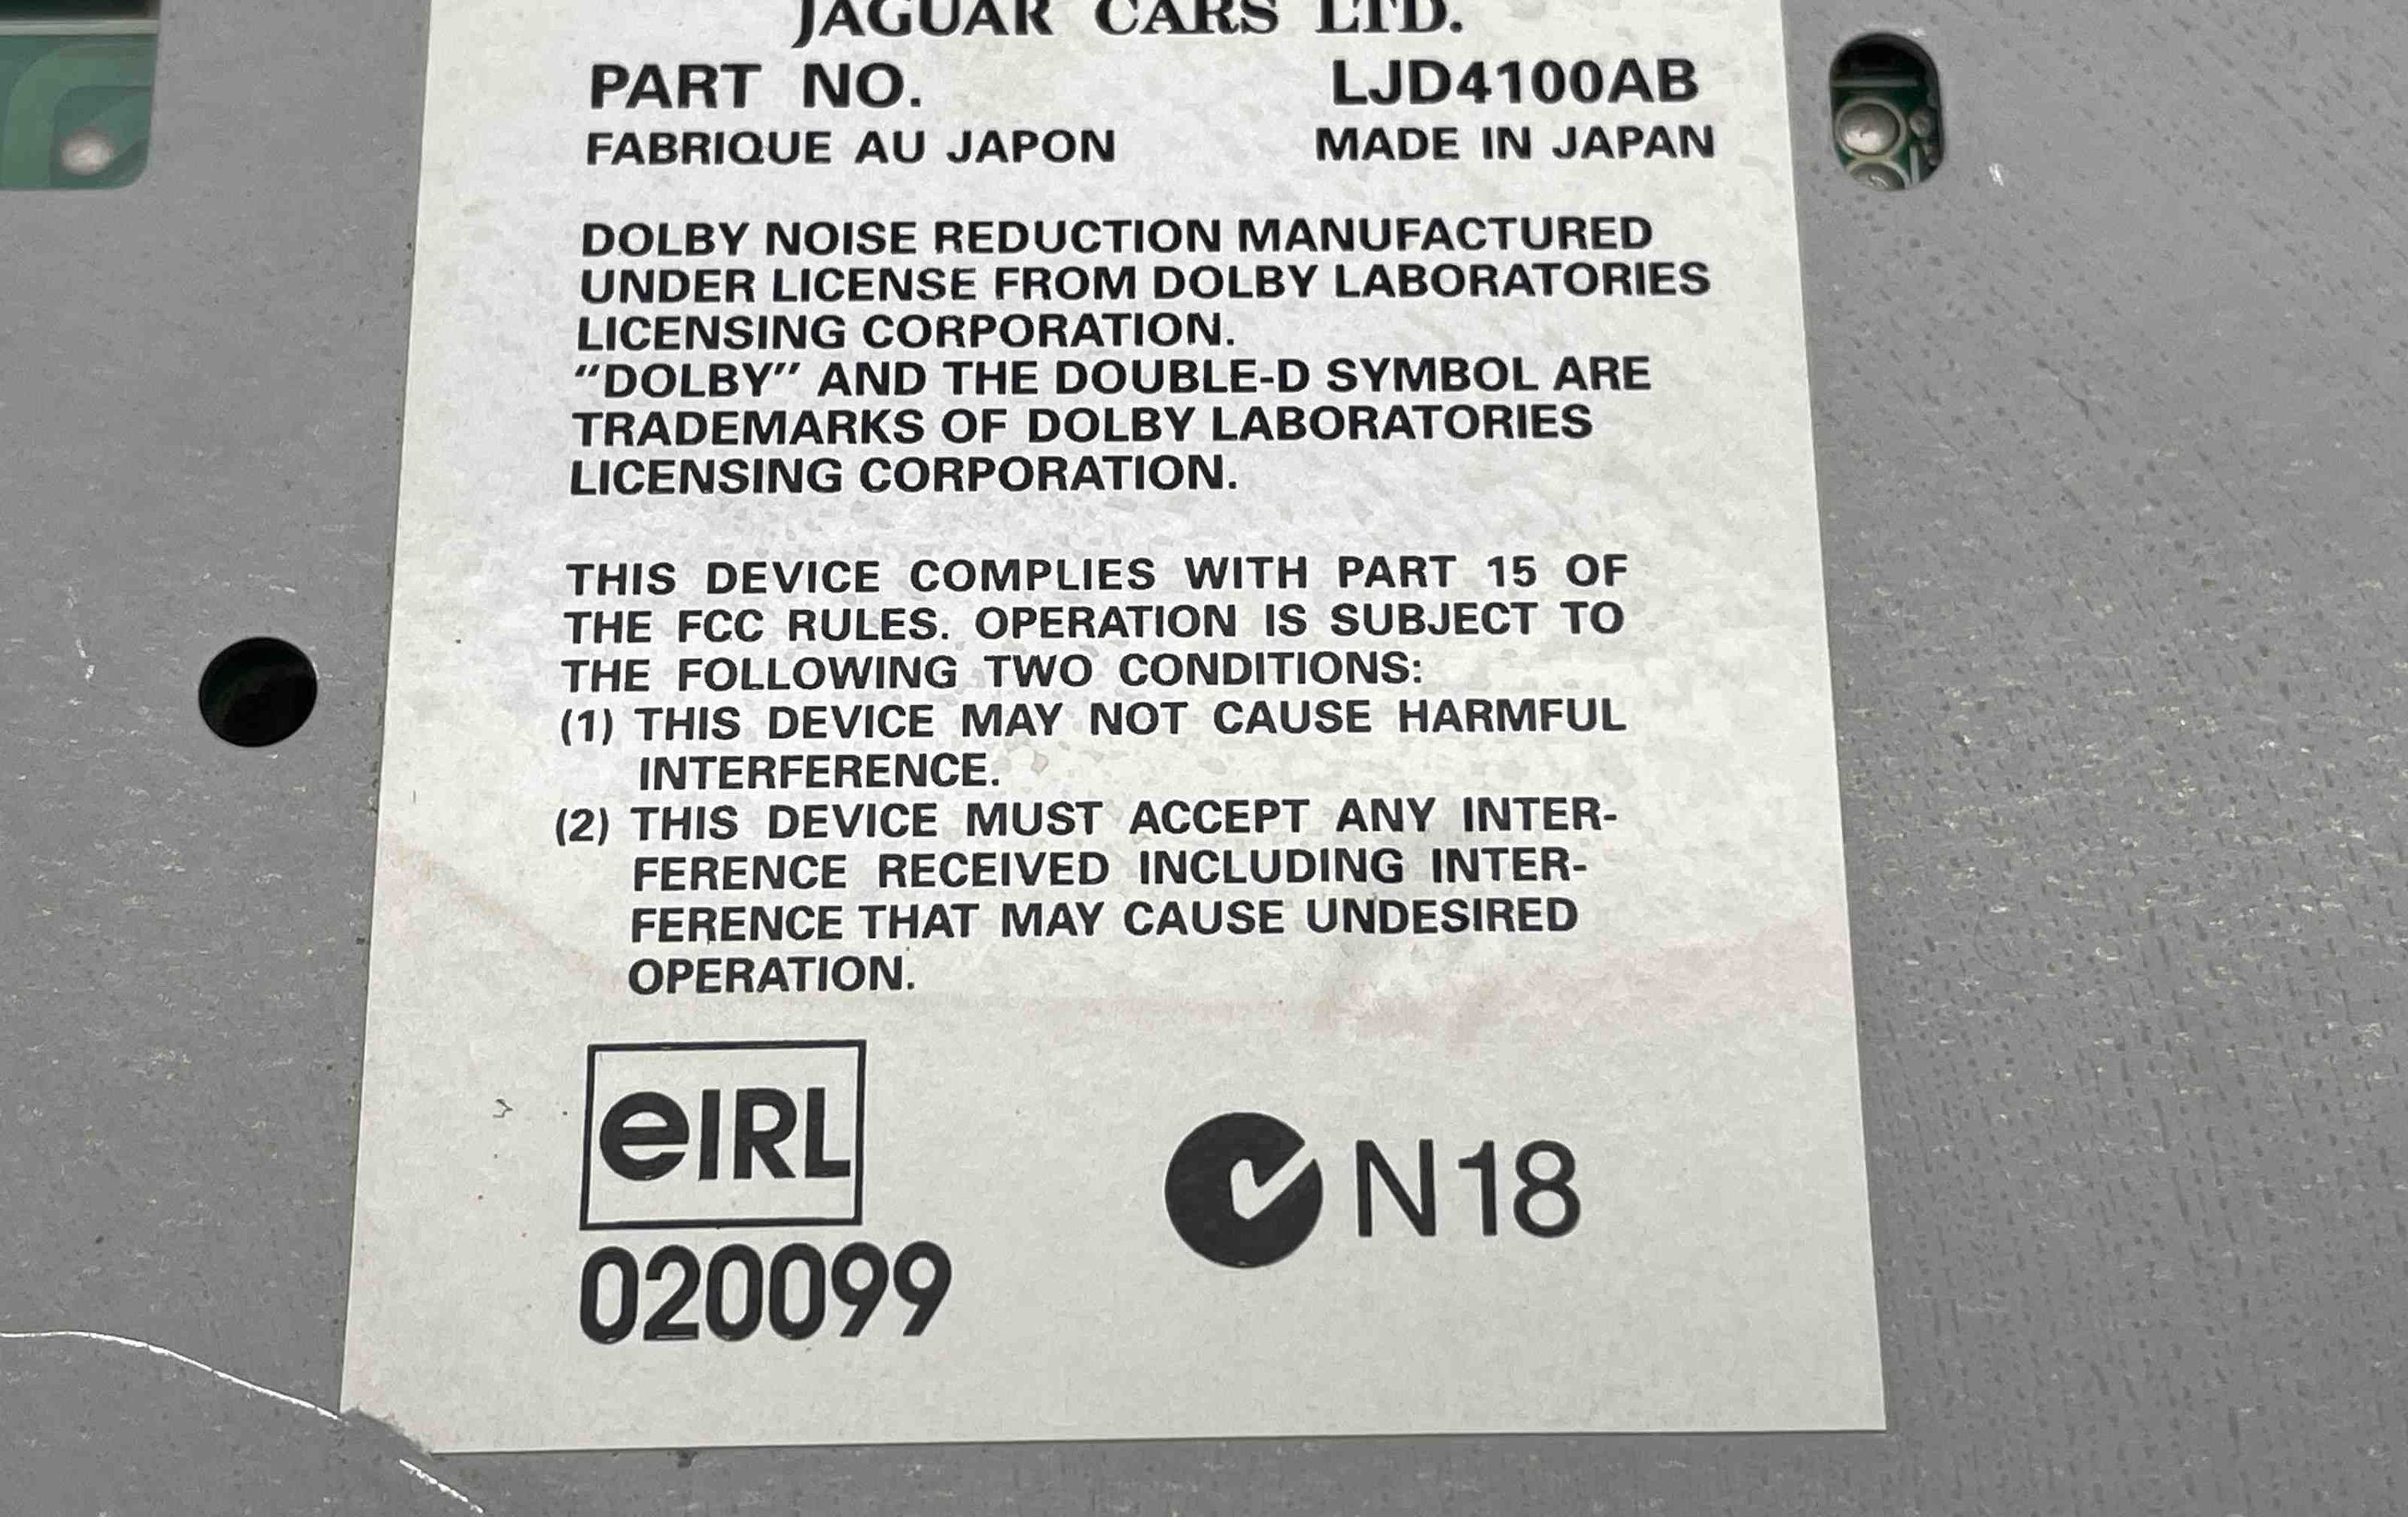 JAGUAR CARS LTD.
PART NO. LJD4100AB
FABRIQUE AU JAPON MADE IN JAPAN
DOLBY NOISE REDUCTION MANUFACTURED
UNDER LICENSE FROM DOLBY LABORATORIES
LICENSING CORPORATION.
“DOLBY” AND THE DOUBLE-D SYMBOL ARE
TRADEMARKS OF DOLBY LABORATORIES
LICENSING CORPORATION.
THIS DEVICE COMPLIES WITH PART 15 OF
THE FCC RULES. OPERATION IS SUBJECT TO
THE FOLLOWING TWO CONDITIONS:
(1) THIS DEVICE MAY NOT CAUSE HARMFUL
INTERFERENCE.
(2) THIS DEVICE MUST ACCEPT ANY INTER-
FERENCE RECEIVED INCLUDING INTER-
FERENCE THAT MAY CAUSE UNDESIRED
OPERATION.
eIRL
N18
020099